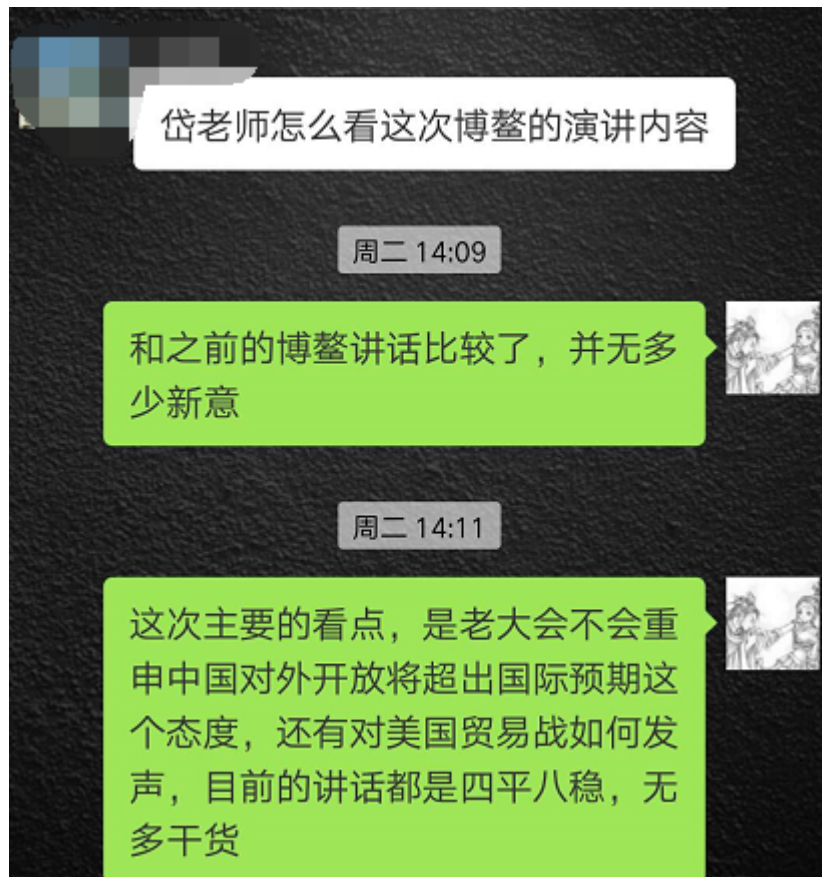 岱老师怎么看这次博鳌的演讲内容
周二 14:09
和之前的博鳌讲话比较了，并无多
少新意
周二 14:11
这次主要的看点，是老大会不会重
申中国对外开放将超出国际预期这
个态度，还有对美国贸易战如何发
声，目前的讲话都是四平八稳，无
多干货